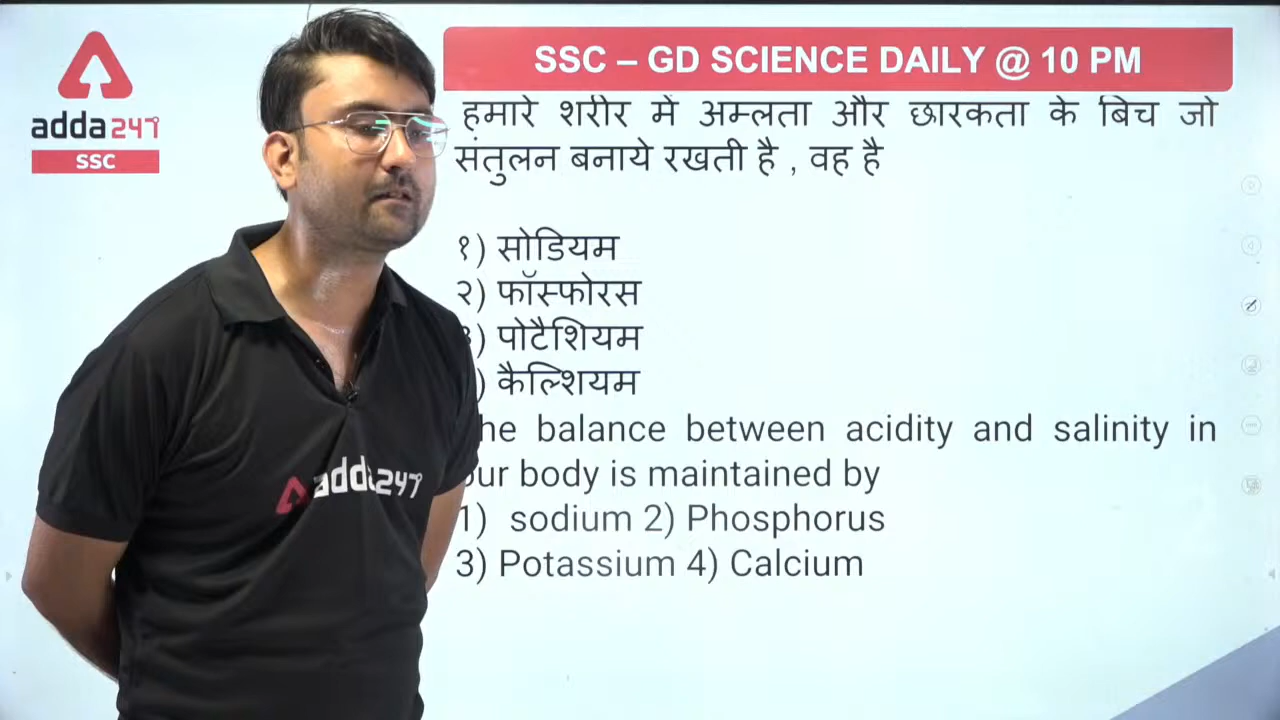 adda247
SSC
SSC – GD SCIENCE DAILY @ 10 PM
हमारे शरीर में अम्लता और छारकता के बिच जो
संतुलन बनाये रखती है , वह है
१) सोडियम
२) फॉस्फोरस
) पोटैशियम
) कैल्शियम
he balance between acidity and salinity in
our body is maintained by
1) sodium 2) Phosphorus
3) Potassium 4) Calcium
adda247